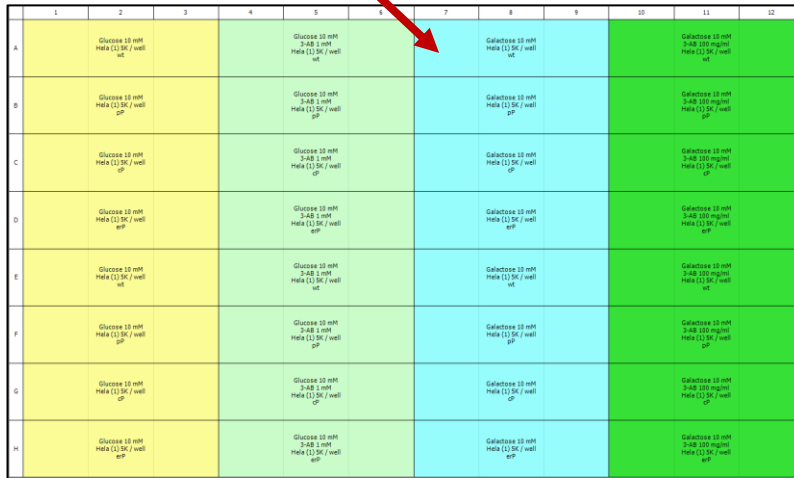 1 2 3 4 5 6 7 8 9 10 11 12
A
Glucose 10 mM
Hela (1) 5K / well
wt
Glucose 10 mM
3-AB 1 mM
Hela (1) 5K / well
wt
Galactose 10 mM
Hela (1) 5K / well
wt
Galactose 10 mM
3-AB 100 mg/ml
Hela (1) 5K / well
wt
B
Glucose 10 mM
Hela (1) 5K / well
pP
Glucose 10 mM
3-AB 1 mM
Hela (1) 5K / well
pP
Galactose 10 mM
Hela (1) 5K / well
pP
Galactose 10 mM
3-AB 100 mg/ml
Hela (1) 5K / well
pP
C
Glucose 10 mM
Hela (1) 5K / well
cP
Glucose 10 mM
3-AB 1 mM
Hela (1) 5K / well
cP
Galactose 10 mM
Hela (1) 5K / well
cP
Galactose 10 mM
3-AB 100 mg/ml
Hela (1) 5K / well
cP
D
Glucose 10 mM
Hela (1) 5K / well
erP
Glucose 10 mM
3-AB 1 mM
Hela (1) 5K / well
erP
Galactose 10 mM
Hela (1) 5K / well
erP
Galactose 10 mM
3-AB 100 mg/ml
Hela (1) 5K / well
erP
E
Glucose 10 mM
Hela (1) 5K / well
wt
Glucose 10 mM
3-AB 1 mM
Hela (1) 5K / well
wt
Galactose 10 mM
Hela (1) 5K / well
wt
Galactose 10 mM
3-AB 100 mg/ml
Hela (1) 5K / well
wt
F
Glucose 10 mM
Hela (1) 5K / well
pP
Glucose 10 mM
3-AB 1 mM
Hela (1) 5K / well
pP
Galactose 10 mM
Hela (1) 5K / well
pP
Galactose 10 mM
3-AB 100 mg/ml
Hela (1) 5K / well
pP
G
Glucose 10 mM
Hela (1) 5K / well
cP
Glucose 10 mM
3-AB 1 mM
Hela (1) 5K / well
cP
Galactose 10 mM
Hela (1) 5K / well
cP
Galactose 10 mM
3-AB 100 mg/ml
Hela (1) 5K / well
cP
H
Glucose 10 mM
Hela (1) 5K / well
erP
Glucose 10 mM
3-AB 1 mM
Hela (1) 5K / well
erP
Galactose 10 mM
Hela (1) 5K / well
erP
Galactose 10 mM
3-AB 100 mg/ml
Hela (1) 5K / well
erP